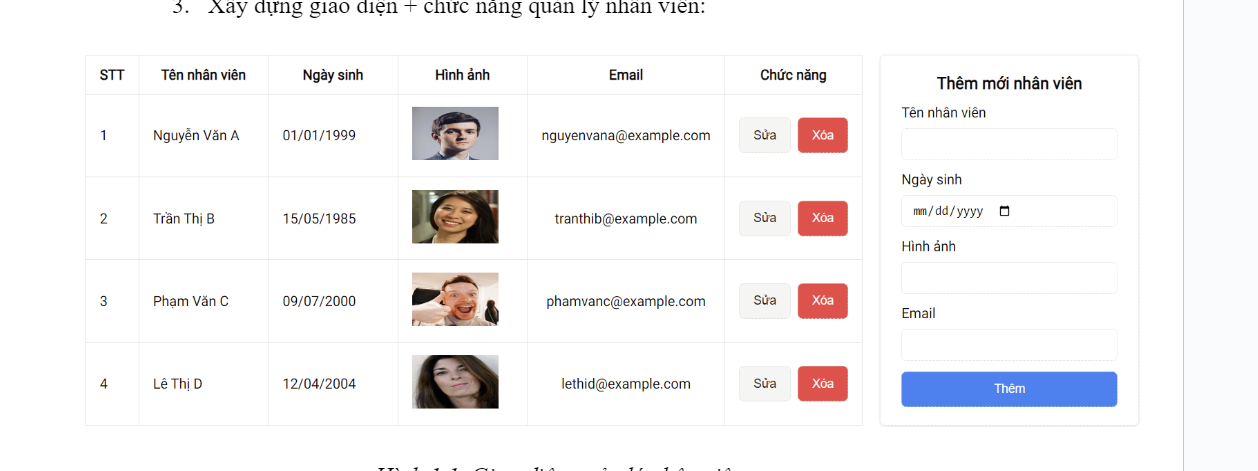 3. Xây dựng giao diện + chức năng quản lý nhân viên:
STT Tên nhân viên Ngày sinh Hình ảnh Email Chức năng
1 Nguyễn Văn A 01/01/1999 nguyenvana@example.com Sửa Xóa
2 Trần Thị B 15/05/1985 tranthib@example.com Sửa Xóa
3 Phạm Văn C 09/07/2000 phamvanc@example.com Sửa Xóa
4 Lê Thị D 12/04/2004 lethid@example.com Sửa Xóa
Thêm mới nhân viên
Tên nhân viên
Ngày sinh
mm/dd/yyyy
Hình ảnh
Email
Thêm